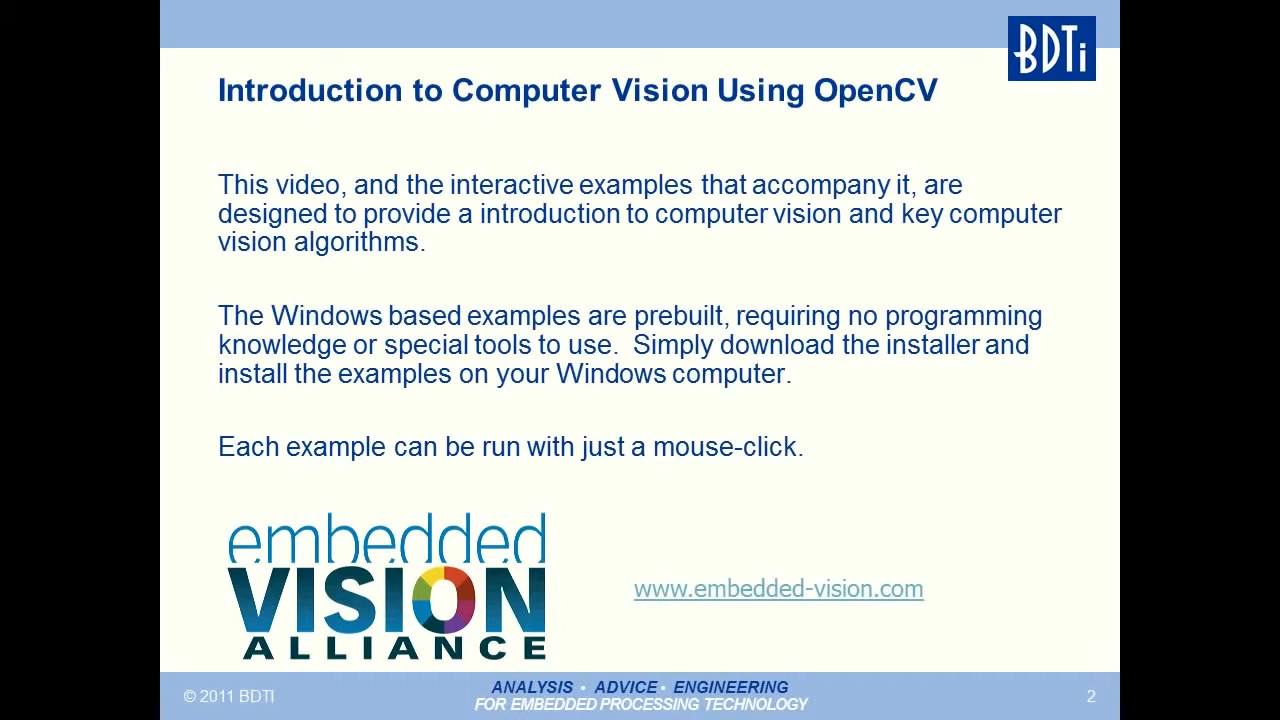 BDTi
Introduction to Computer Vision Using OpenCV
This video, and the interactive examples that accompany it, are
designed to provide a introduction to computer vision and key computer
vision algorithms.
The Windows based examples are prebuilt, requiring no programming
knowledge or special tools to use.  Simply download the installer and
install the examples on your Windows computer.
Each example can be run with just a mouse-click.
embedded
VISION
ALLIANCE
www.embedded-vision.com
© 2011 BDTI
ANALYSIS • ADVICE • ENGINEERING
FOR EMBEDDED PROCESSING TECHNOLOGY
2